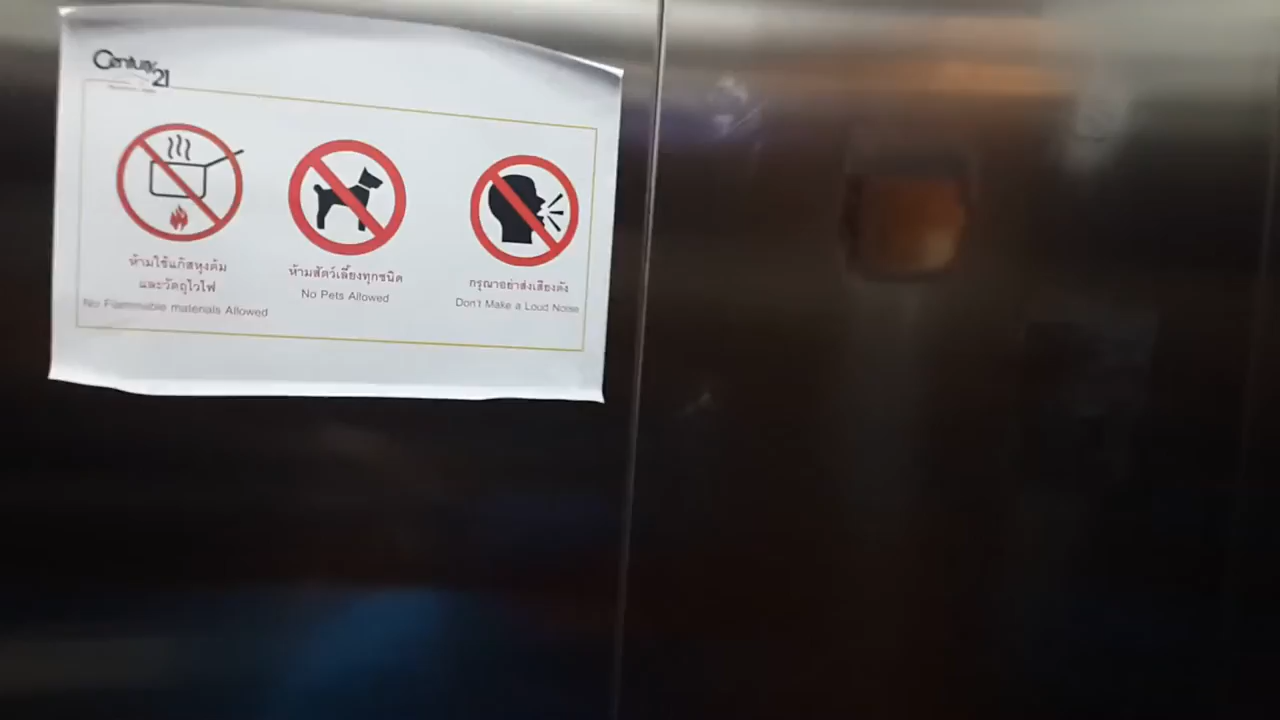 Century 21
ห้ามใช้แก๊สหุงต้ม
และวัตถุไวไฟ
No Flammable materials Allowed
ห้ามสัตว์เลี้ยงทุกชนิด
No Pets Allowed
กรุณาอย่าส่งเสียงดัง
Don't Make a Loud Noise